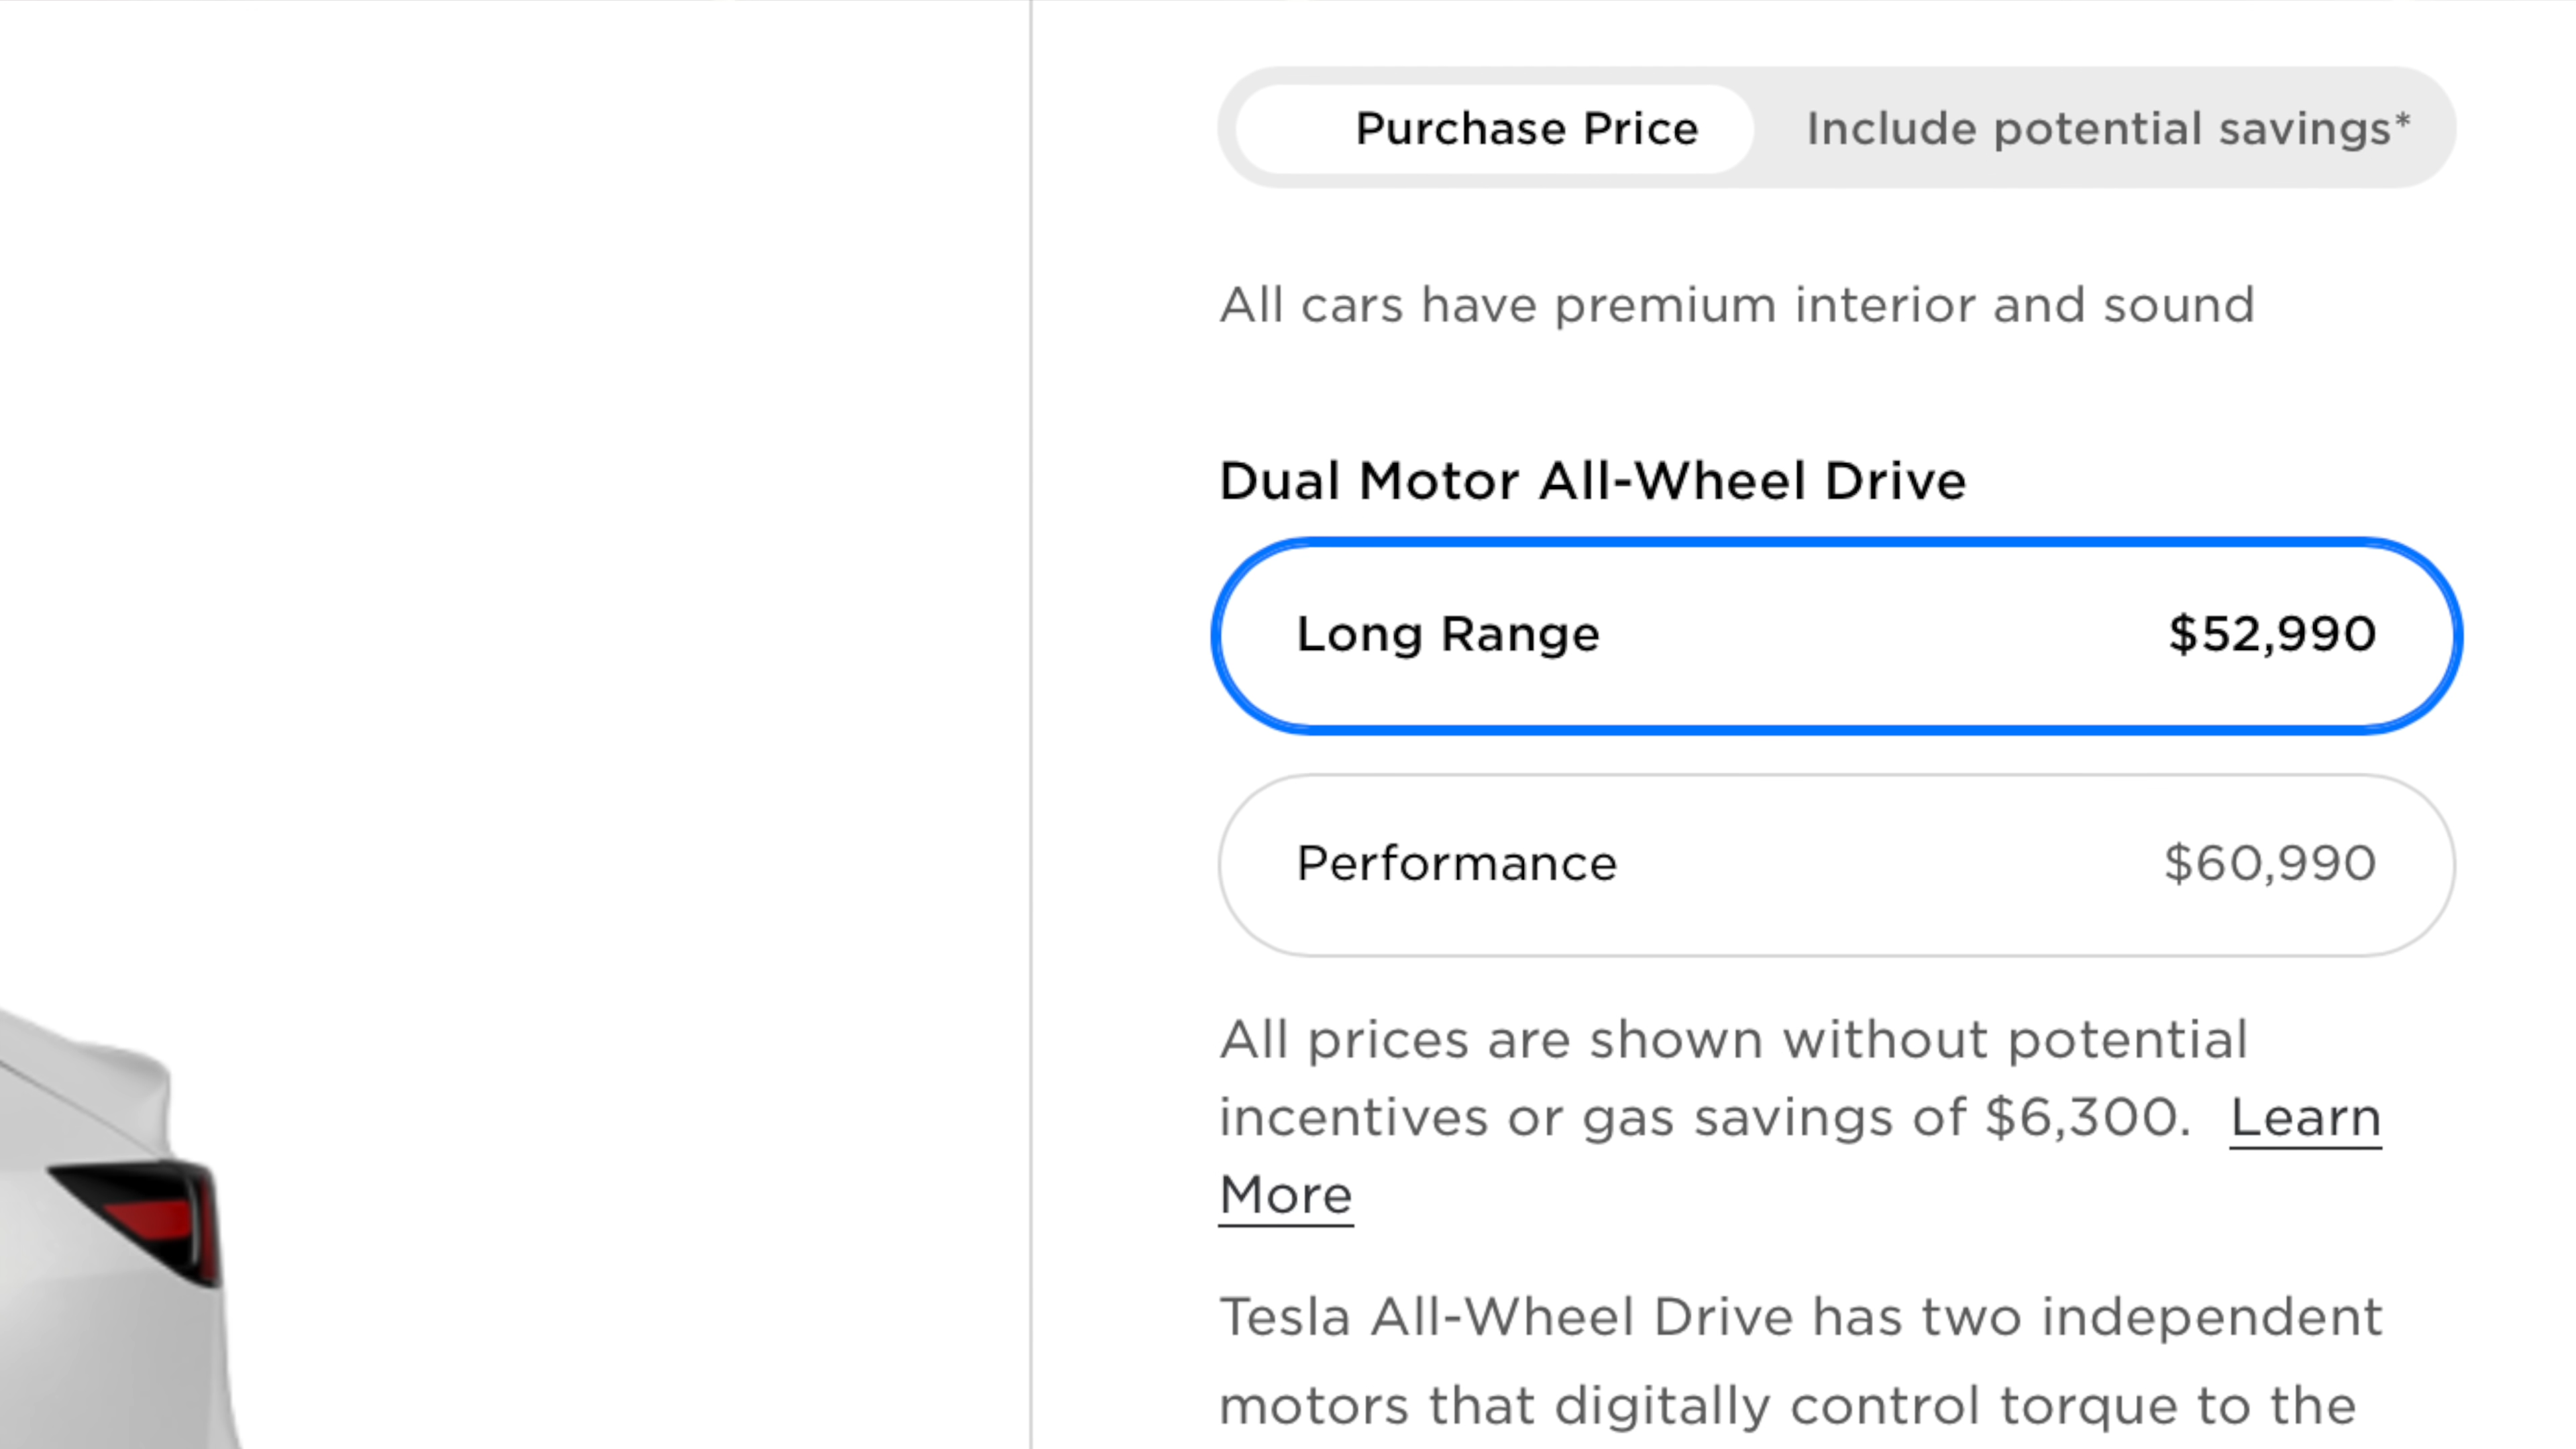 Purchase Price Include potential savings*
All cars have premium interior and sound
Dual Motor All-Wheel Drive
Long Range $52,990
Performance $60,990
All prices are shown without potential
incentives or gas savings of $6,300. Learn
More
Tesla All-Wheel Drive has two independent
motors that digitally control torque to the